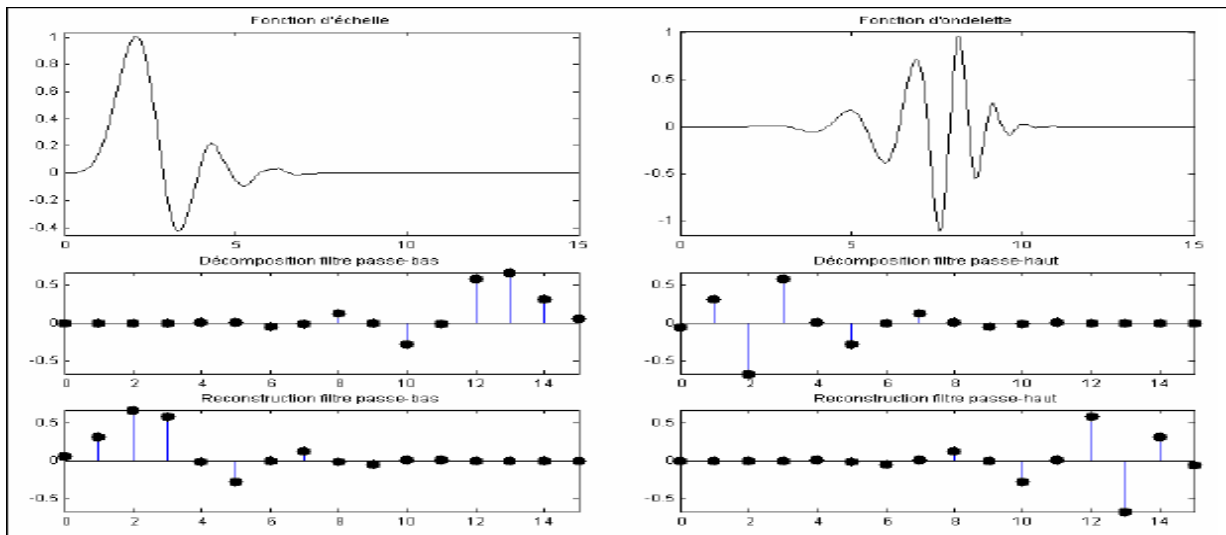 Fonction d'échelle
1
0.8
0.6
0.4
0.2
0
-0.2
-0.4
0 5 10 15
Fonction d'ondelette
1
0.5
0
-0.5
-1
0 5 10 15
Décomposition filtre passe-bas
0.5
0
-0.5
0 2 4 6 8 10 12 14
Décomposition filtre passe-haut
0.5
0
-0.5
0 2 4 6 8 10 12 14
Reconstruction filtre passe-bas
0.5
0
-0.5
0 2 4 6 8 10 12 14
Reconstruction filtre passe-haut
0.5
0
-0.5
0 2 4 6 8 10 12 14